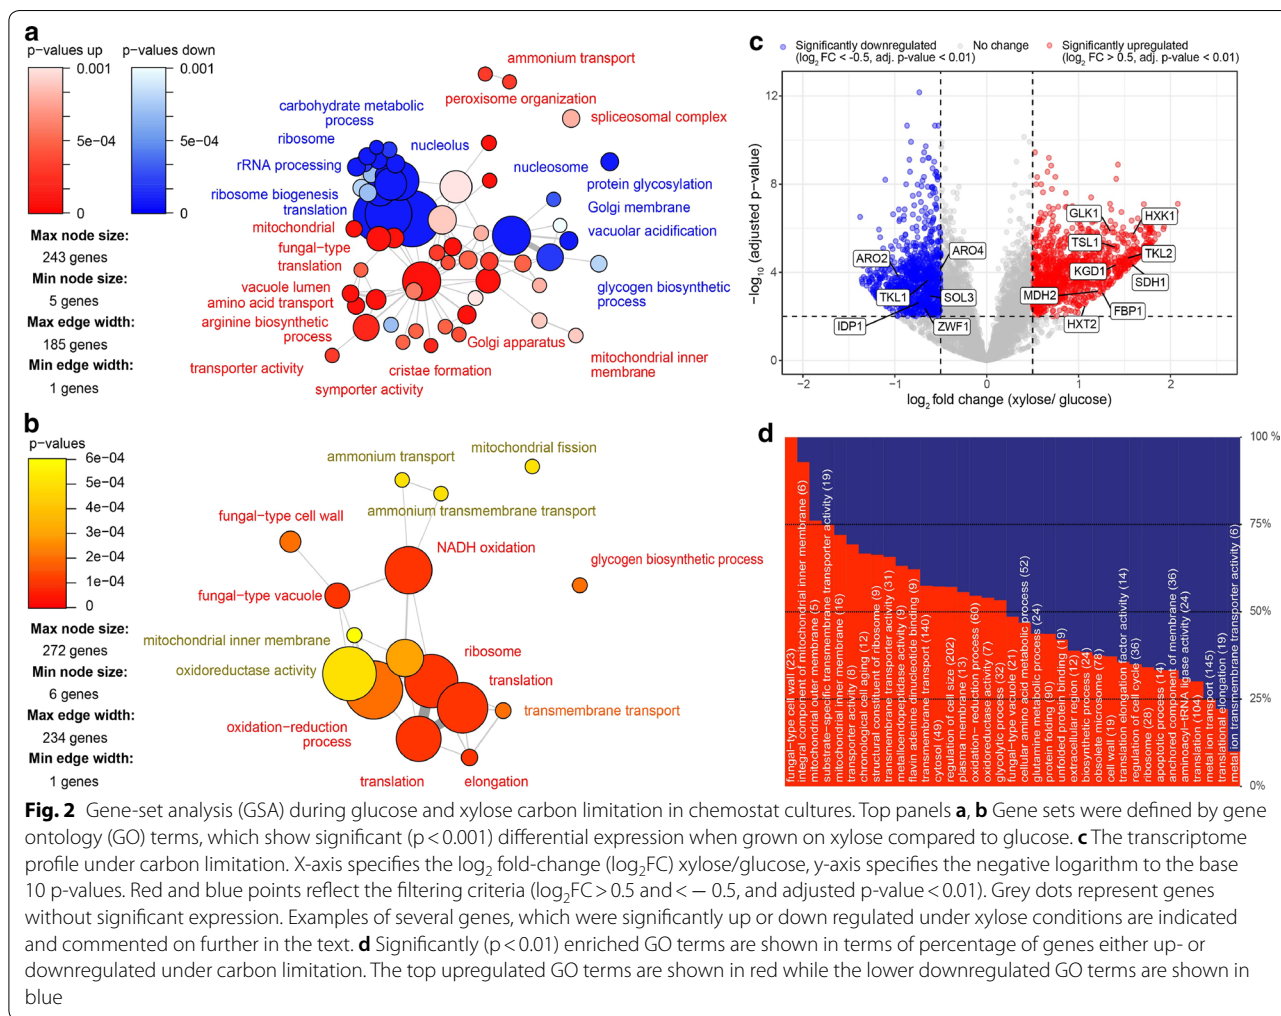 a
p-values up
p-values down
0.001
5e-04
0
0.001
5e-04
0
Max node size:
243 genes
Min node size:
5 genes
Max edge width:
185 genes
Min edge width:
1 genes
ammonium transport
peroxisome organization
spliceosomal complex
carbohydrate metabolic
process
ribosome
nucleolus
rRNA processing
nucleosome
ribosome biogenesis
protein glycosylation
translation
Golgi membrane
mitochondrial
vacuolar acidification
fungal-type
translation
vacuole lumen
glycogen biosynthetic
process
amino acid transport
arginine biosynthetic
process
Golgi apparatus
mitochondrial inner
membrane
transporter activity
cristae formation
symporter activity
b
p-values
6e-04
5e-04
4e-04
3e-04
2e-04
1e-04
0
Max node size:
272 genes
Min node size:
6 genes
Max edge width:
234 genes
Min edge width:
1 genes
mitochondrial fission
ammonium transport
ammonium transmembrane transport
fungal-type cell wall
NADH oxidation
glycogen biosynthetic process
fungal-type vacuole
mitochondrial inner membrane
ribosome
oxidoreductase activity
translation
transmembrane transport
oxidation-reduction
process
translation
elongation
c
Significantly downregulated
(log2 FC < -0.5, adj. p-value < 0.01)
No change
Significantly upregulated
(log2 FC > 0.5, adj. p-value < 0.01)
−log10 (adjusted p-value)
12
8
4
0
GLK1
HXK1
TSL1
TKL2
KGD1
SDH1
MDH2
FBP1
HXT2
ARO2
ARO4
TKL1
SOL3
IDP1
ZWF1
−2
−1
0
1
2
log2 fold change (xylose/ glucose)
d
100 %
75%
50%
25%
0%
fungal-type cell wall (23)
integral component of mitochondrial inner membrane (6)
mitochondrial outer membrane (5)
substrate-specific transmembrane transporter activity (19)
mitochondrial inner membrane (16)
transporter activity (8)
chronological cell aging (12)
structural constituent of ribosome (9)
transmembrane transporter activity (31)
metalloendopeptidase activity (9)
flavin adenine dinucleotide binding (9)
transmembrane transport (140)
cytosol (49)
regulation of cell size (202)
plasma membrane (13)
oxidation-reduction process (60)
oxidoreductase activity (7)
glycolytic process (32)
fungal-type vacuole (21)
cellular amino acid metabolic process (52)
glutamine metabolic process (24)
protein folding (90)
unfolded protein binding (19)
extracellular region (12)
biosynthetic process (24)
obsolete microsome (78)
cell wall (19)
translation elongation factor activity (14)
regulation of cell cycle (36)
ribosome (28)
apoptotic process (14)
anchored component of membrane (36)
aminoacyl-tRNA ligase activity (24)
translation (104)
metal ion transport (145)
translational elongation (19)
metal ion transmembrane transporter activity (6)
Fig. 2 Gene-set analysis (GSA) during glucose and xylose carbon limitation in chemostat cultures. Top panels a, b Gene sets were defined by gene
ontology (GO) terms, which show significant (p < 0.001) differential expression when grown on xylose compared to glucose. c The transcriptome
profile under carbon limitation. X-axis specifies the log2 fold-change (log2FC) xylose/glucose, y-axis specifies the negative logarithm to the base
10 p-values. Red and blue points reflect the filtering criteria (log2FC > 0.5 and < − 0.5, and adjusted p-value < 0.01). Grey dots represent genes
without significant expression. Examples of several genes, which were significantly up or down regulated under xylose conditions are indicated
and commented on further in the text. d Significantly (p < 0.01) enriched GO terms are shown in terms of percentage of genes either up- or
downregulated under carbon limitation. The top upregulated GO terms are shown in red while the lower downregulated GO terms are shown in
blue